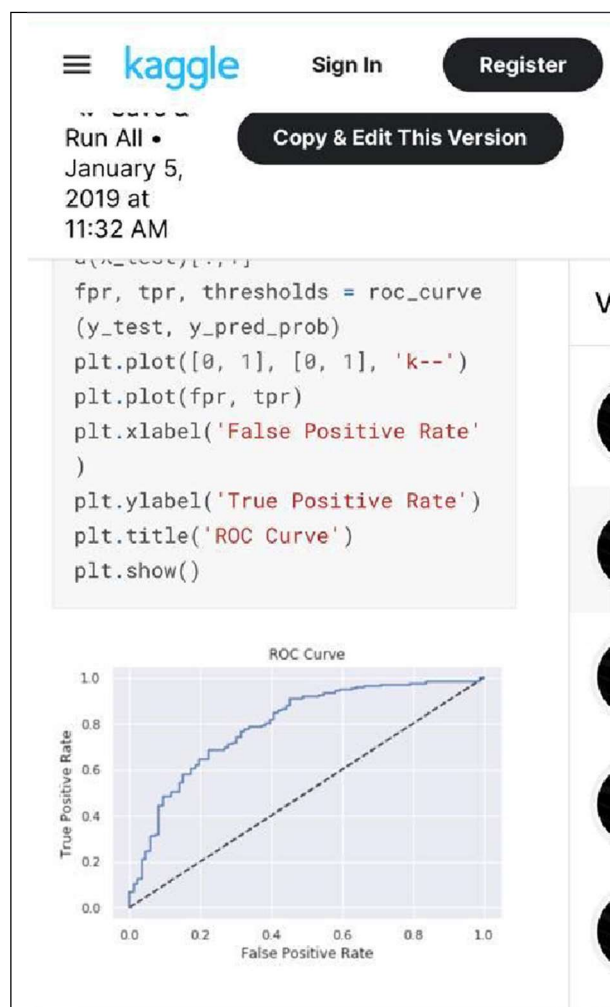 kaggle
Sign In
Register
Run All •
January 5,
2019 at
11:32 AM
Copy & Edit This Version
fpr, tpr, thresholds = roc_curve
(y_test, y_pred_prob)
plt.plot([0, 1], [0, 1], 'k--')
plt.plot(fpr, tpr)
plt.xlabel('False Positive Rate'
)
plt.ylabel('True Positive Rate')
plt.title('ROC Curve')
plt.show()
V
ROC Curve
True Positive Rate
1.0
0.8
0.6
0.4
0.2
0.0
0.0 0.2 0.4 0.6 0.8 1.0
False Positive Rate